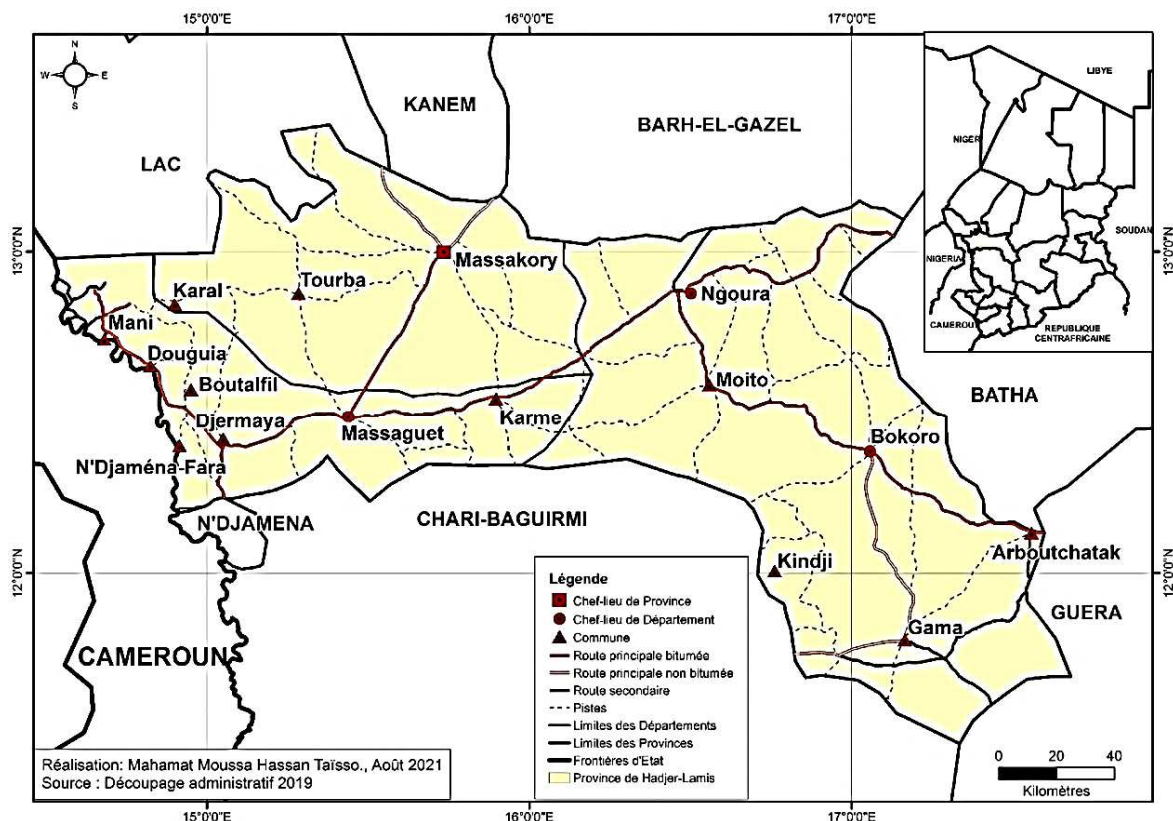 15°0'0"E
16°0'0"E
17°0'0"E
N
W E
S
KANEM
BARH-EL-GAZEL
LAC
LIBYE
NIGER
SOUDAN
NIGERIA
CAMEROU
REPUBLIQUE
CENTRAFRICAINE
13°0'0"N
13°0'0"N
Massakory
Tourba
Karal
Ngoura
Mani
Douguia
Boutalfil
Moito
BATHA
Djermaya
Karme
Massaguet
Bokoro
N'Djaména-Fara
N'DJAMENA
CHARI-BAGUIRMI
Arboutchatak
12°0'0"N
12°0'0"N
Kindji
GUERA
Gama
CAMEROUN
Légende
Chef-lieu de Province
Chef-lieu de Département
Commune
Route principale bitumée
Route principale non bitumée
Route secondaire
Pistes
Limites des Départements
Limites des Provinces
Frontières d'Etat
Province de Hadjer-Lamis
Réalisation: Mahamat Moussa Hassan Taïsso., Août 2021
Source : Découpage administratif 2019
0 20 40
Kilomètres
15°0'0"E
16°0'0"E
17°0'0"E